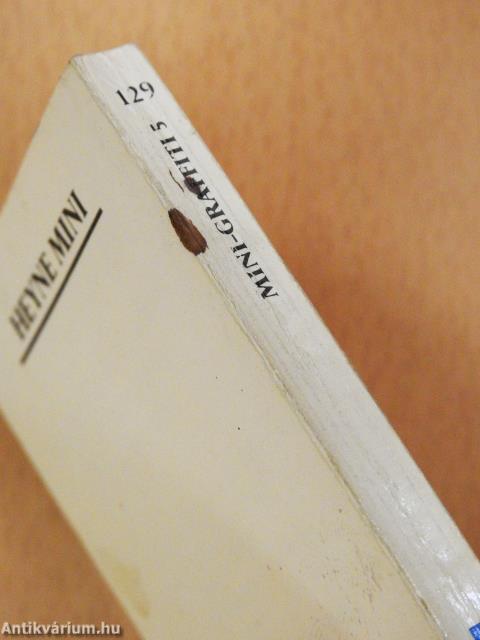 HEYNE MINI
129
MINI-GRAFFITI 5
Antikvárium.hu